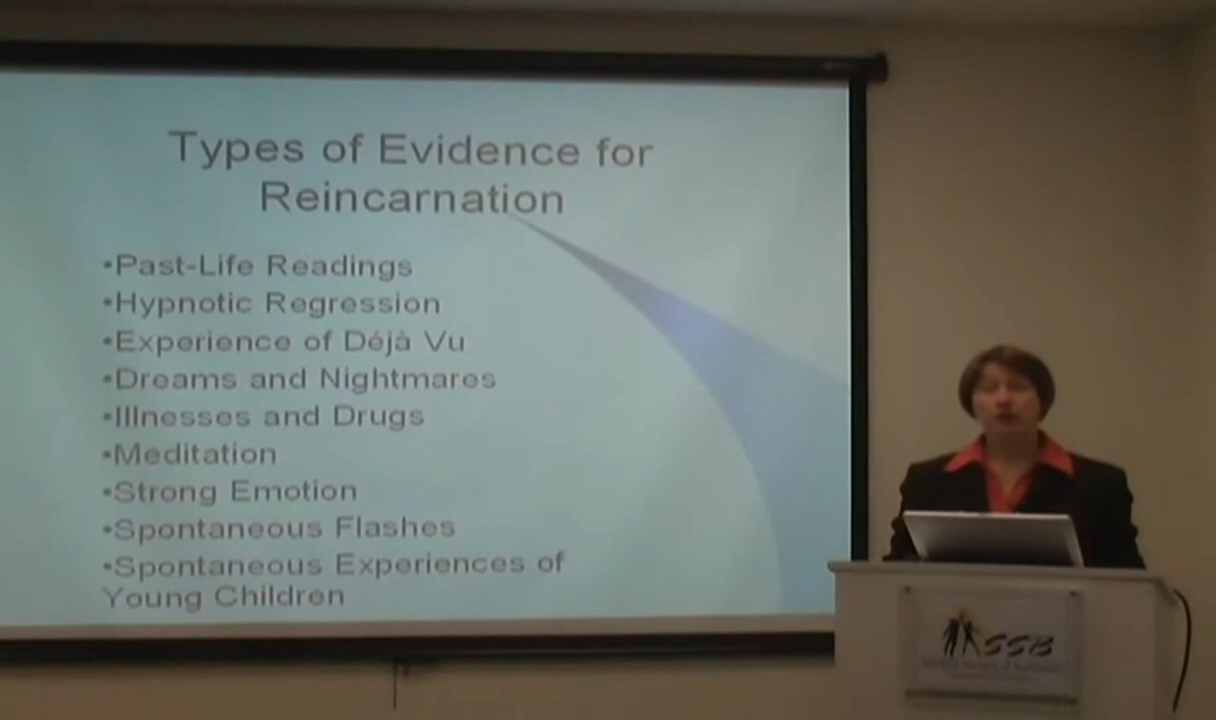 Types of Evidence for
Reincarnation
•Past-Life Readings
•Hypnotic Regression
•Experience of Déjà Vu
•Dreams and Nightmares
•Illnesses and Drugs
•Meditation
•Strong Emotion
•Spontaneous Flashes
•Spontaneous Experiences of
Young Children
SSB